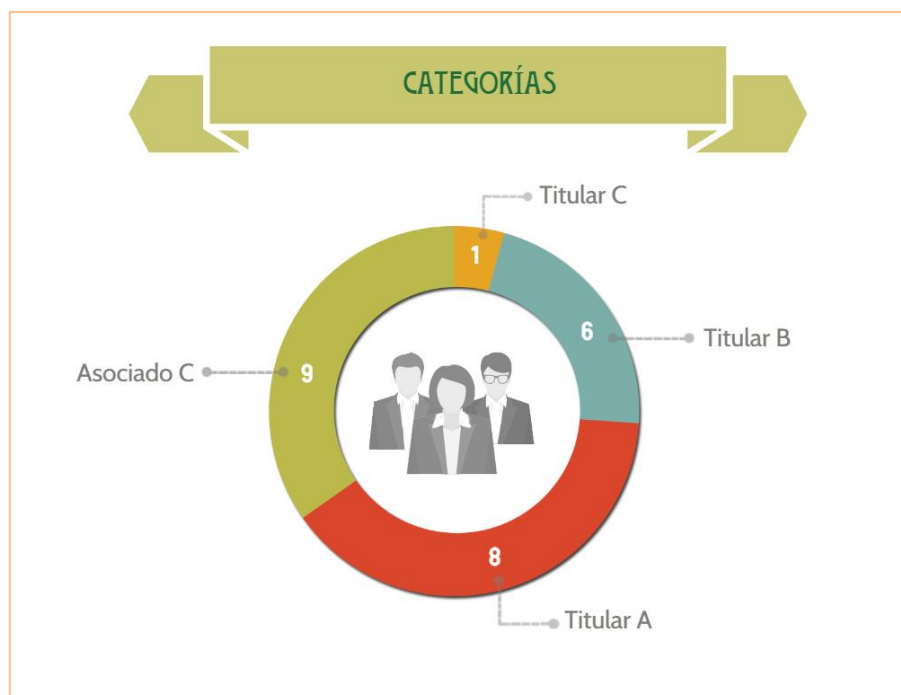 CATEGORÍAS
Titular C
1
6
Titular B
Asociado C
9
8
Titular A